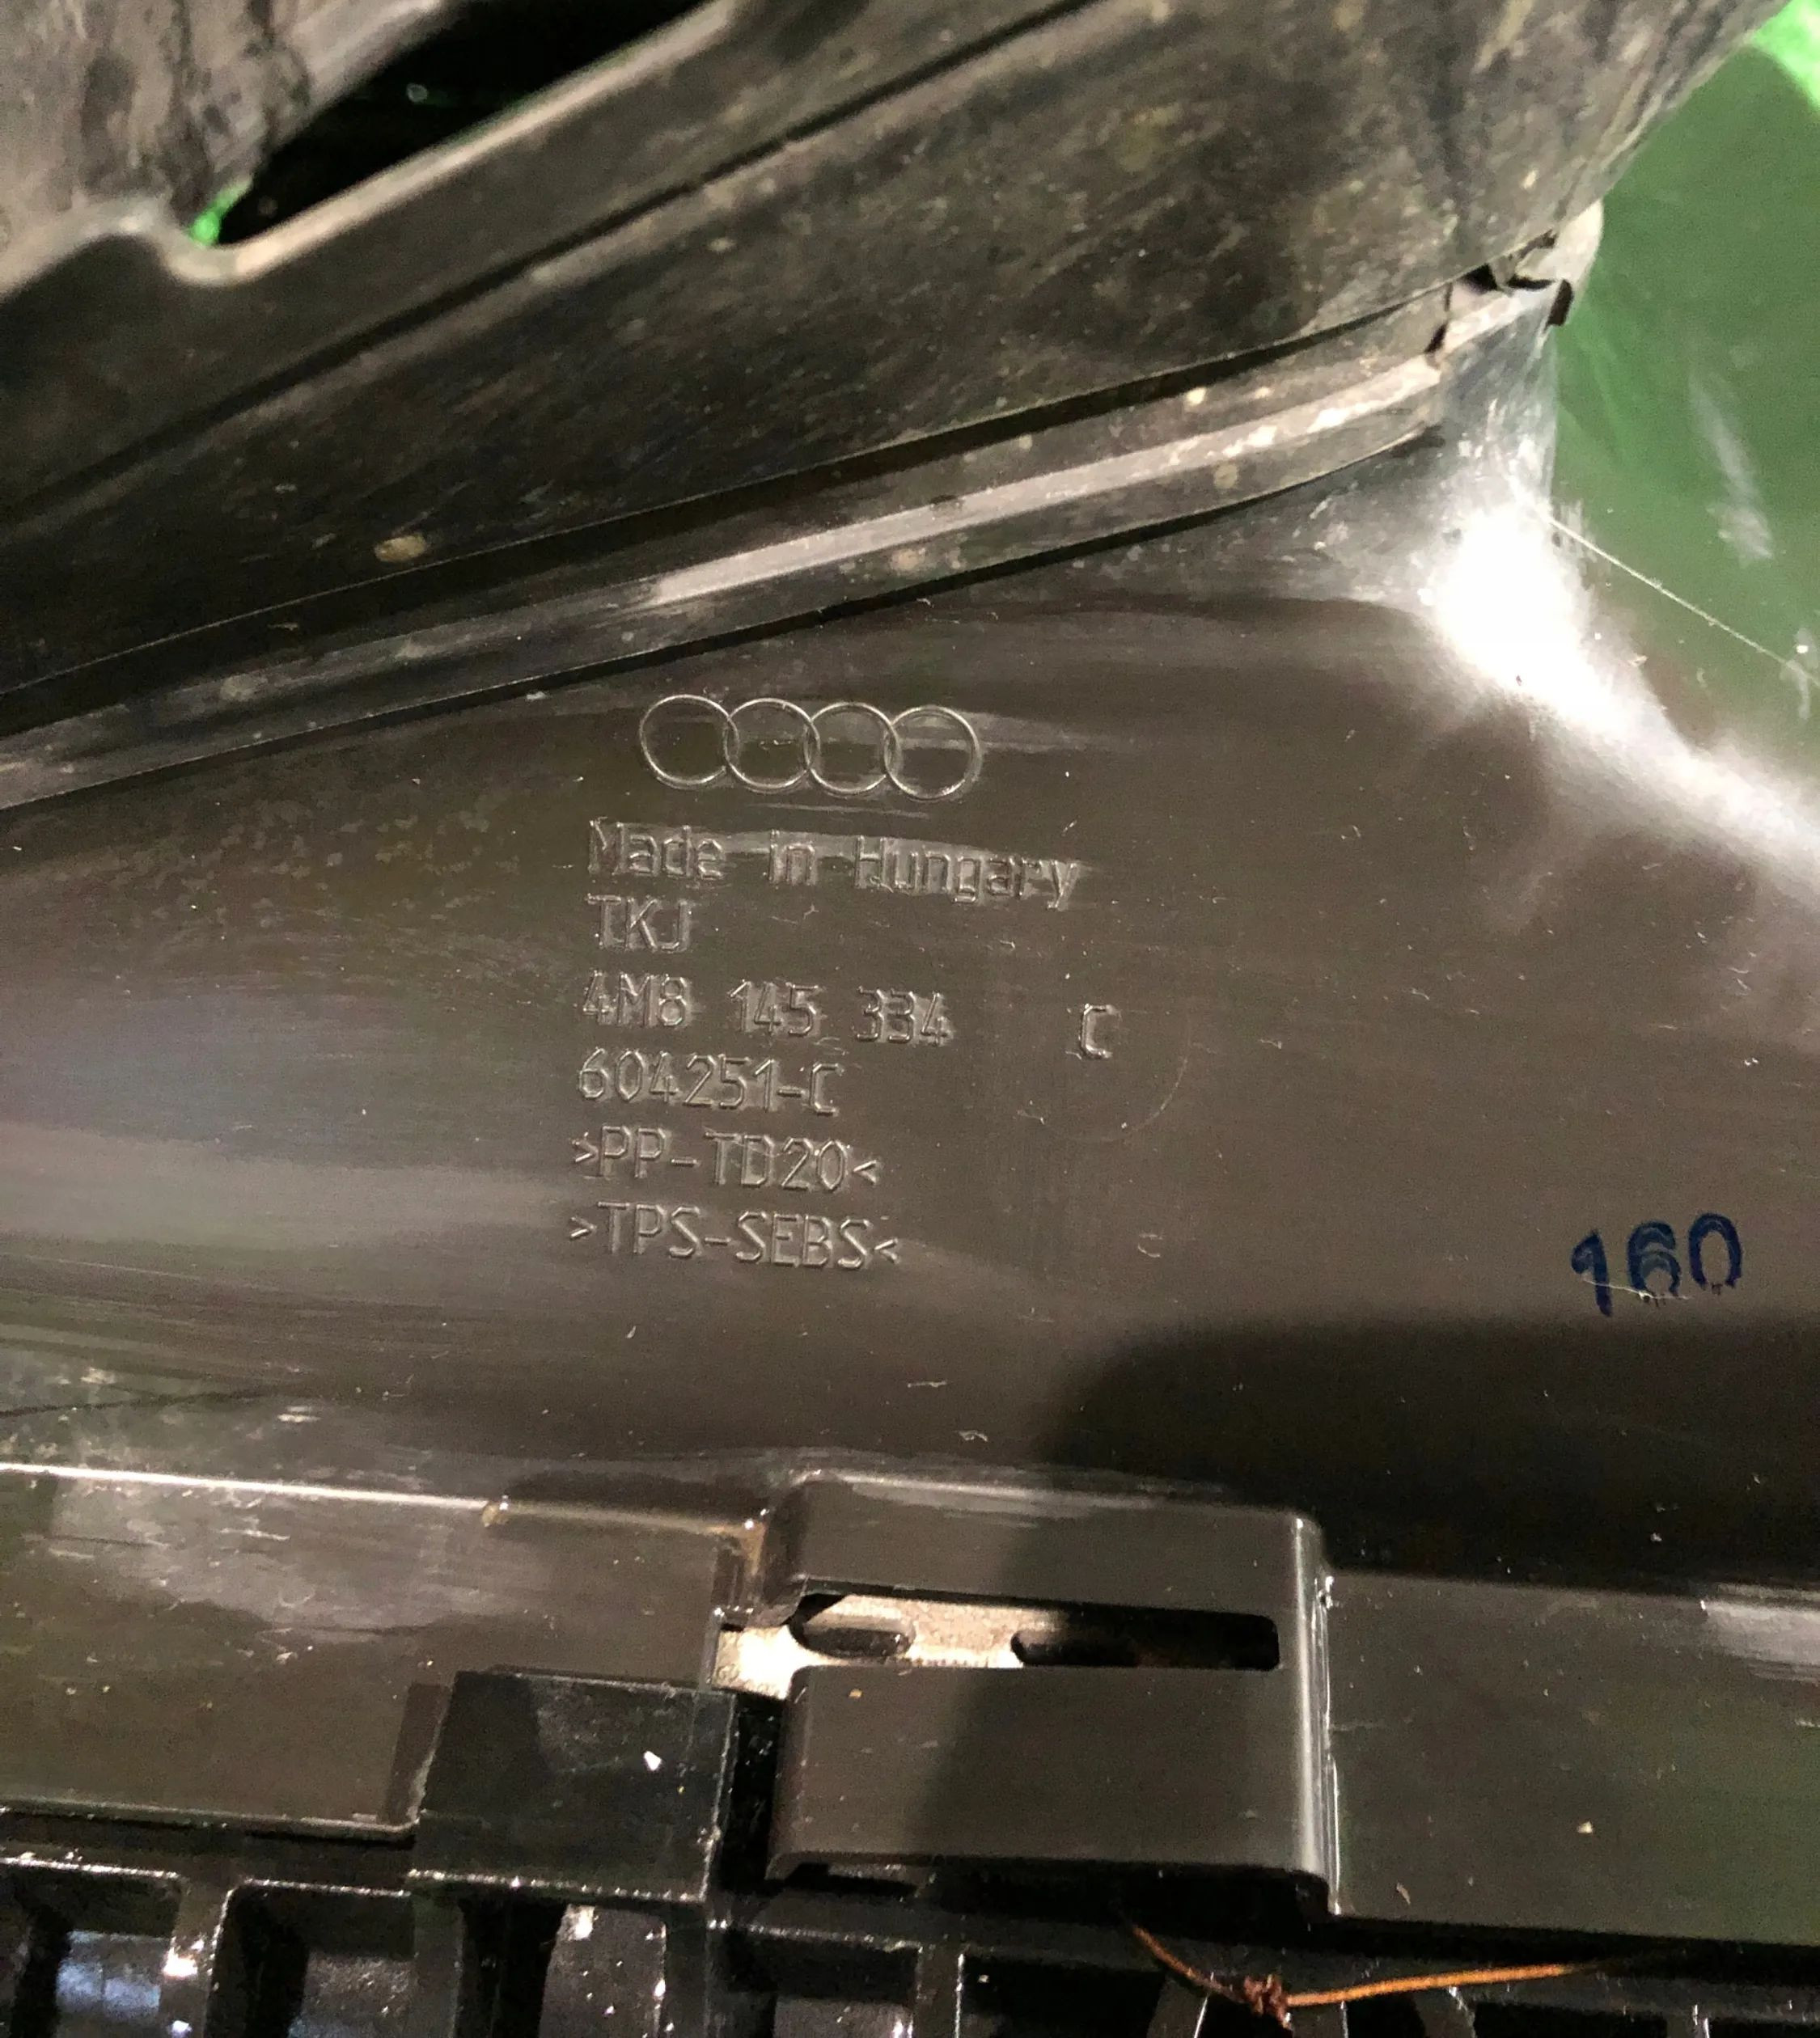 Made in Hungary
TKJ
4M8 145 334 C
604251-C
>PP-TD20<
>TPS-SEBS<
160